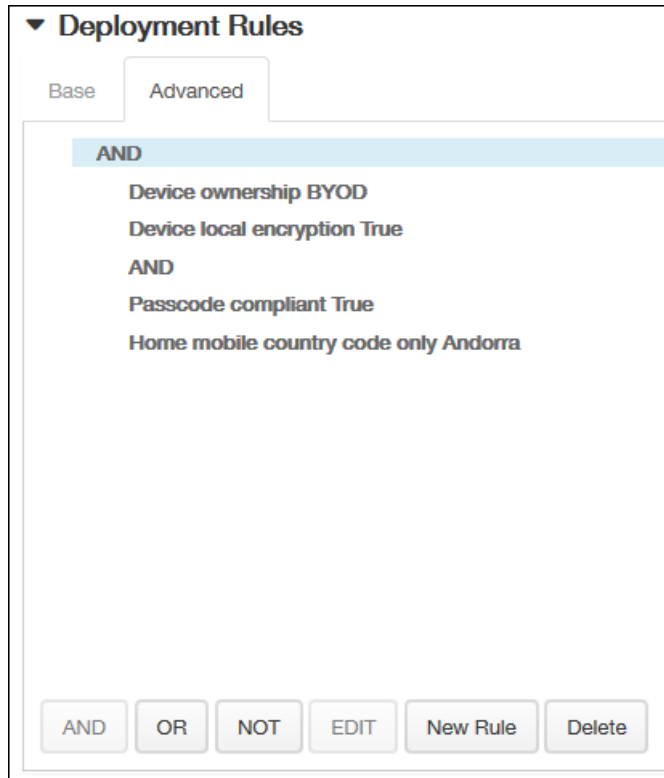 Deployment Rules
Base
Advanced
AND
Device ownership BYOD
Device local encryption True
AND
Passcode compliant True
Home mobile country code only Andorra
AND
OR
NOT
EDIT
New Rule
Delete